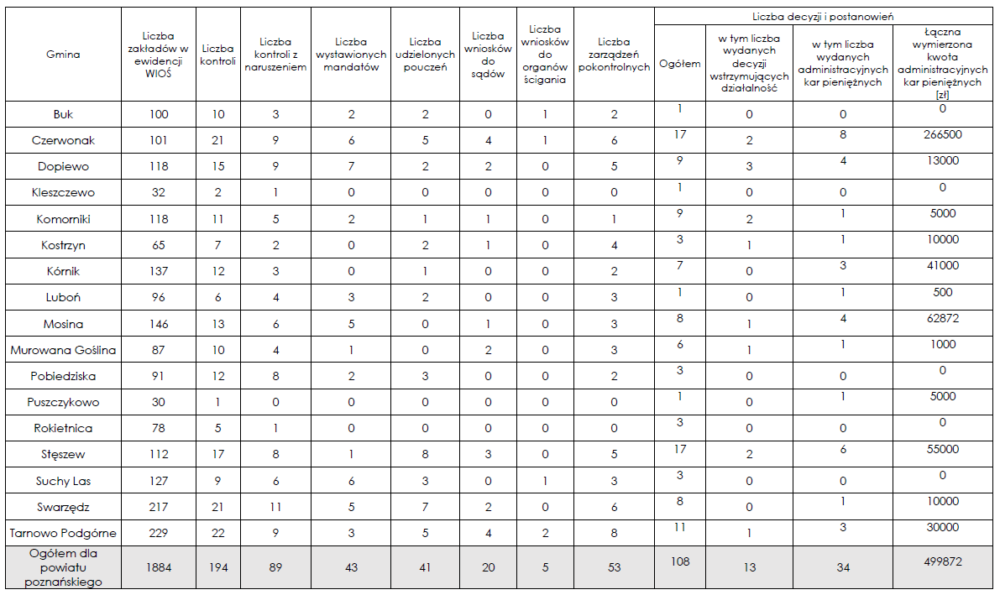 Gmina Liczba zakładów w ewidencji WIOŚ Liczba kontroli Liczba kontroli z naruszeniem Liczba wystawionych mandatów Liczba udzielonych pouczeń Liczba wniosków do sądów Liczba wniosków do organów ścigania Liczba zarządzeń pokontrolnych Liczba decyzji i postanowień
Ogółem w tym liczba wydanych decyzji wstrzymujących działalność w tym liczba wydanych administracyjnych kar pieniężnych Łączna wymierzona kwota administracyjnych kar pieniężnych [zł]
Buk 100 10 3 2 2 0 1 2 1 0 0 0
Czerwonak 101 21 9 6 5 4 1 6 17 2 8 266500
Dopiewo 118 15 9 7 2 2 0 5 9 3 4 13000
Kleszczewo 32 2 1 0 0 0 0 0 1 0 0 0
Komorniki 118 11 5 2 1 1 0 1 9 2 1 5000
Kostrzyn 65 7 2 0 2 1 0 4 3 1 1 10000
Kórnik 137 12 3 0 1 0 0 2 7 0 3 41000
Luboń 96 6 4 3 2 0 0 3 1 0 1 500
Mosina 146 13 6 5 0 1 0 3 8 1 4 62872
Murowana Goślina 87 10 4 1 0 2 0 3 6 1 1 1000
Pobiedziska 91 12 8 2 3 0 0 2 3 0 0 0
Puszczykowo 30 1 0 0 0 0 0 0 1 0 1 5000
Rokietnica 78 5 1 0 0 0 0 0 3 0 0 0
Stęszew 112 17 8 1 8 3 0 5 17 2 6 55000
Suchy Las 127 9 6 6 3 0 1 3 3 0 0 0
Swarzędz 217 21 11 5 7 2 0 6 8 0 1 10000
Tarnowo Podgórne 229 22 9 3 5 4 2 8 11 1 3 30000
Ogółem dla powiatu poznańskiego 1884 194 89 43 41 20 5 53 108 13 34 499872